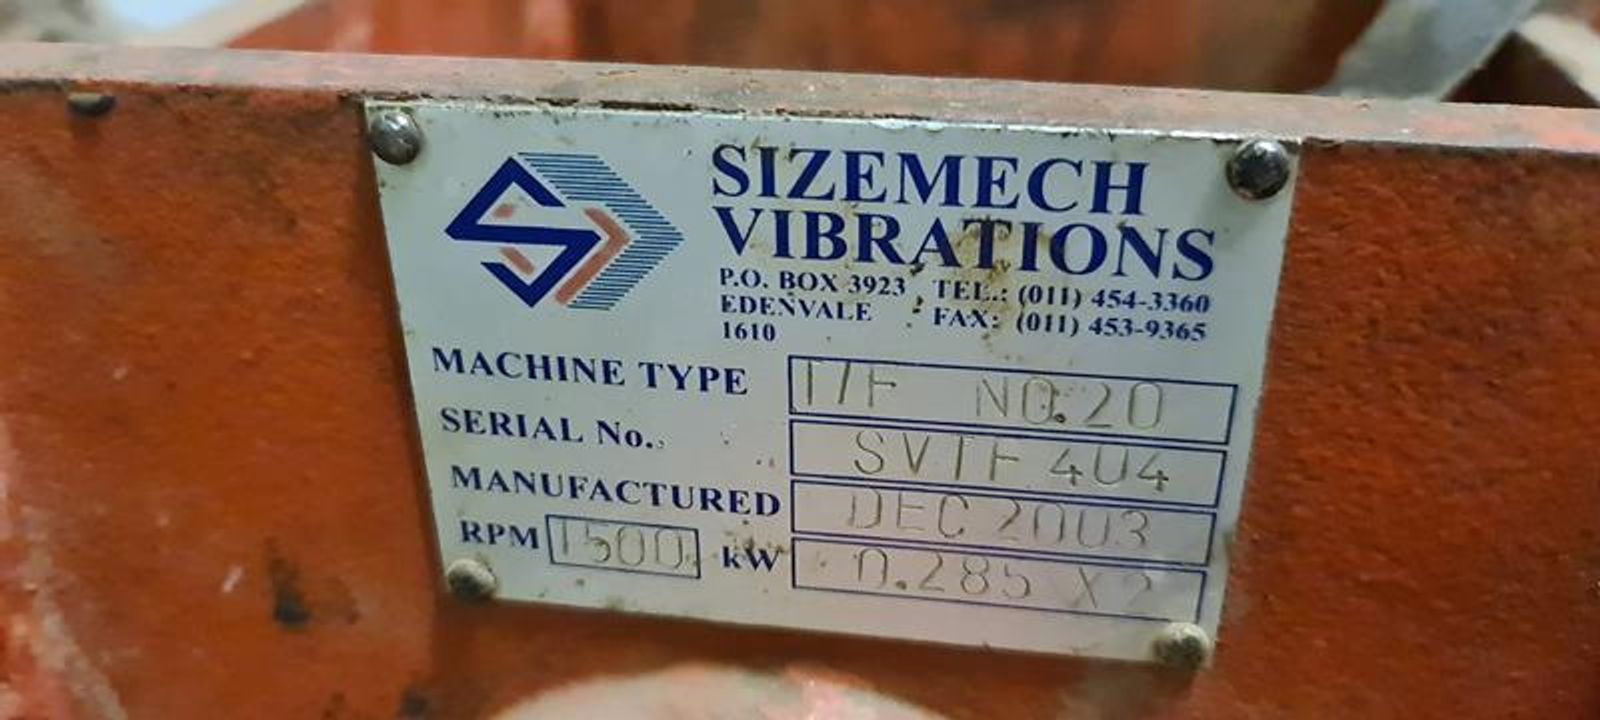 SIZEMECH
VIBRATIONS
P.O. BOX 3923 TEL.: (011) 454-3360
EDENVALE FAX: (011) 453-9365
1610
MACHINE TYPE T/F NO.20
SERIAL No. SVTF 404
MANUFACTURED DEC 2003
RPM 1500 kW 0.285 X 2